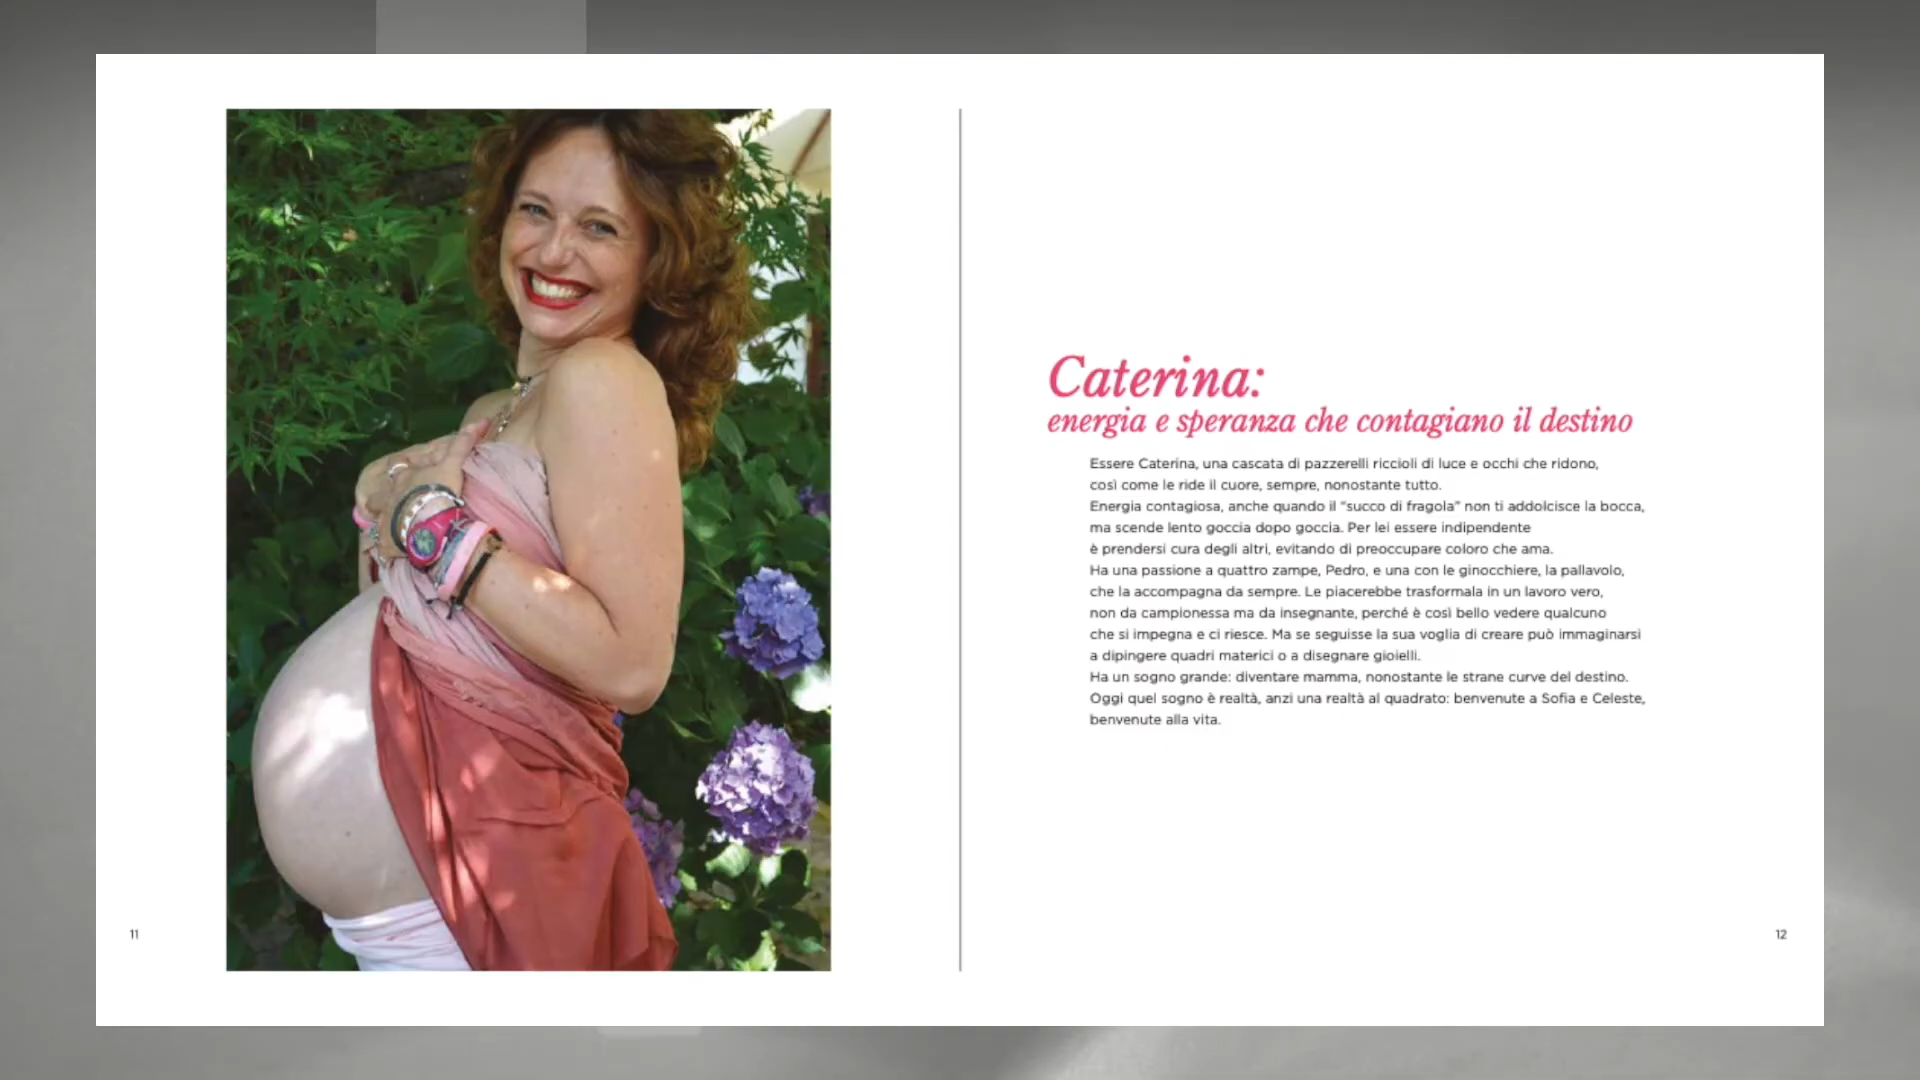 Caterina:
energia e speranza che contagiano il destino
Essere Caterina, una cascata di pazzerelli riccioli di luce e occhi che ridono,
così come le ride il cuore, sempre, nonostante tutto.
Energia contagiosa, anche quando il “succo di fragola” non ti addolcisce la bocca,
ma scende lento goccia dopo goccia. Per lei essere indipendente
è prendersi cura degli altri, evitando di preoccupare coloro che ama.
Ha una passione a quattro zampe, Pedro, e una con le ginocchiere, la pallavolo,
che la accompagna da sempre. Le piacerebbe trasformala in un lavoro vero,
non da campionessa ma da insegnante, perché è così bello vedere qualcuno
che si impegna e ci riesce. Ma se seguisse la sua voglia di creare può immaginarsi
a dipingere quadri materici o a disegnare gioielli.
Ha un sogno grande: diventare mamma, nonostante le strane curve del destino.
Oggi quel sogno è realtà, anzi una realtà al quadrato: benvenute a Sofia e Celeste,
benvenute alla vita.
11
12